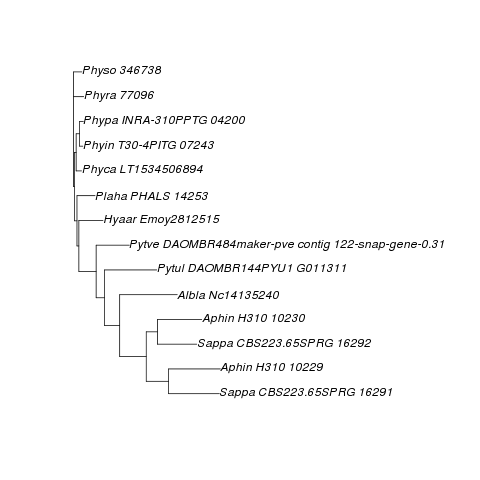 Physo 346738
Phyra 77096
Phypa INRA-310PPTG 04200
Phyin T30-4PITG 07243
Phyca LT1534506894
Plaha PHALS 14253
Hyaar Emoy2812515
Pytve DAOMBR484maker-pve contig 122-snap-gene-0.31
Pytul DAOMBR144PYU1 G011311
Albla Nc14135240
Aphin H310 10230
Sappa CBS223.65SPRG 16292
Aphin H310 10229
Sappa CBS223.65SPRG 16291